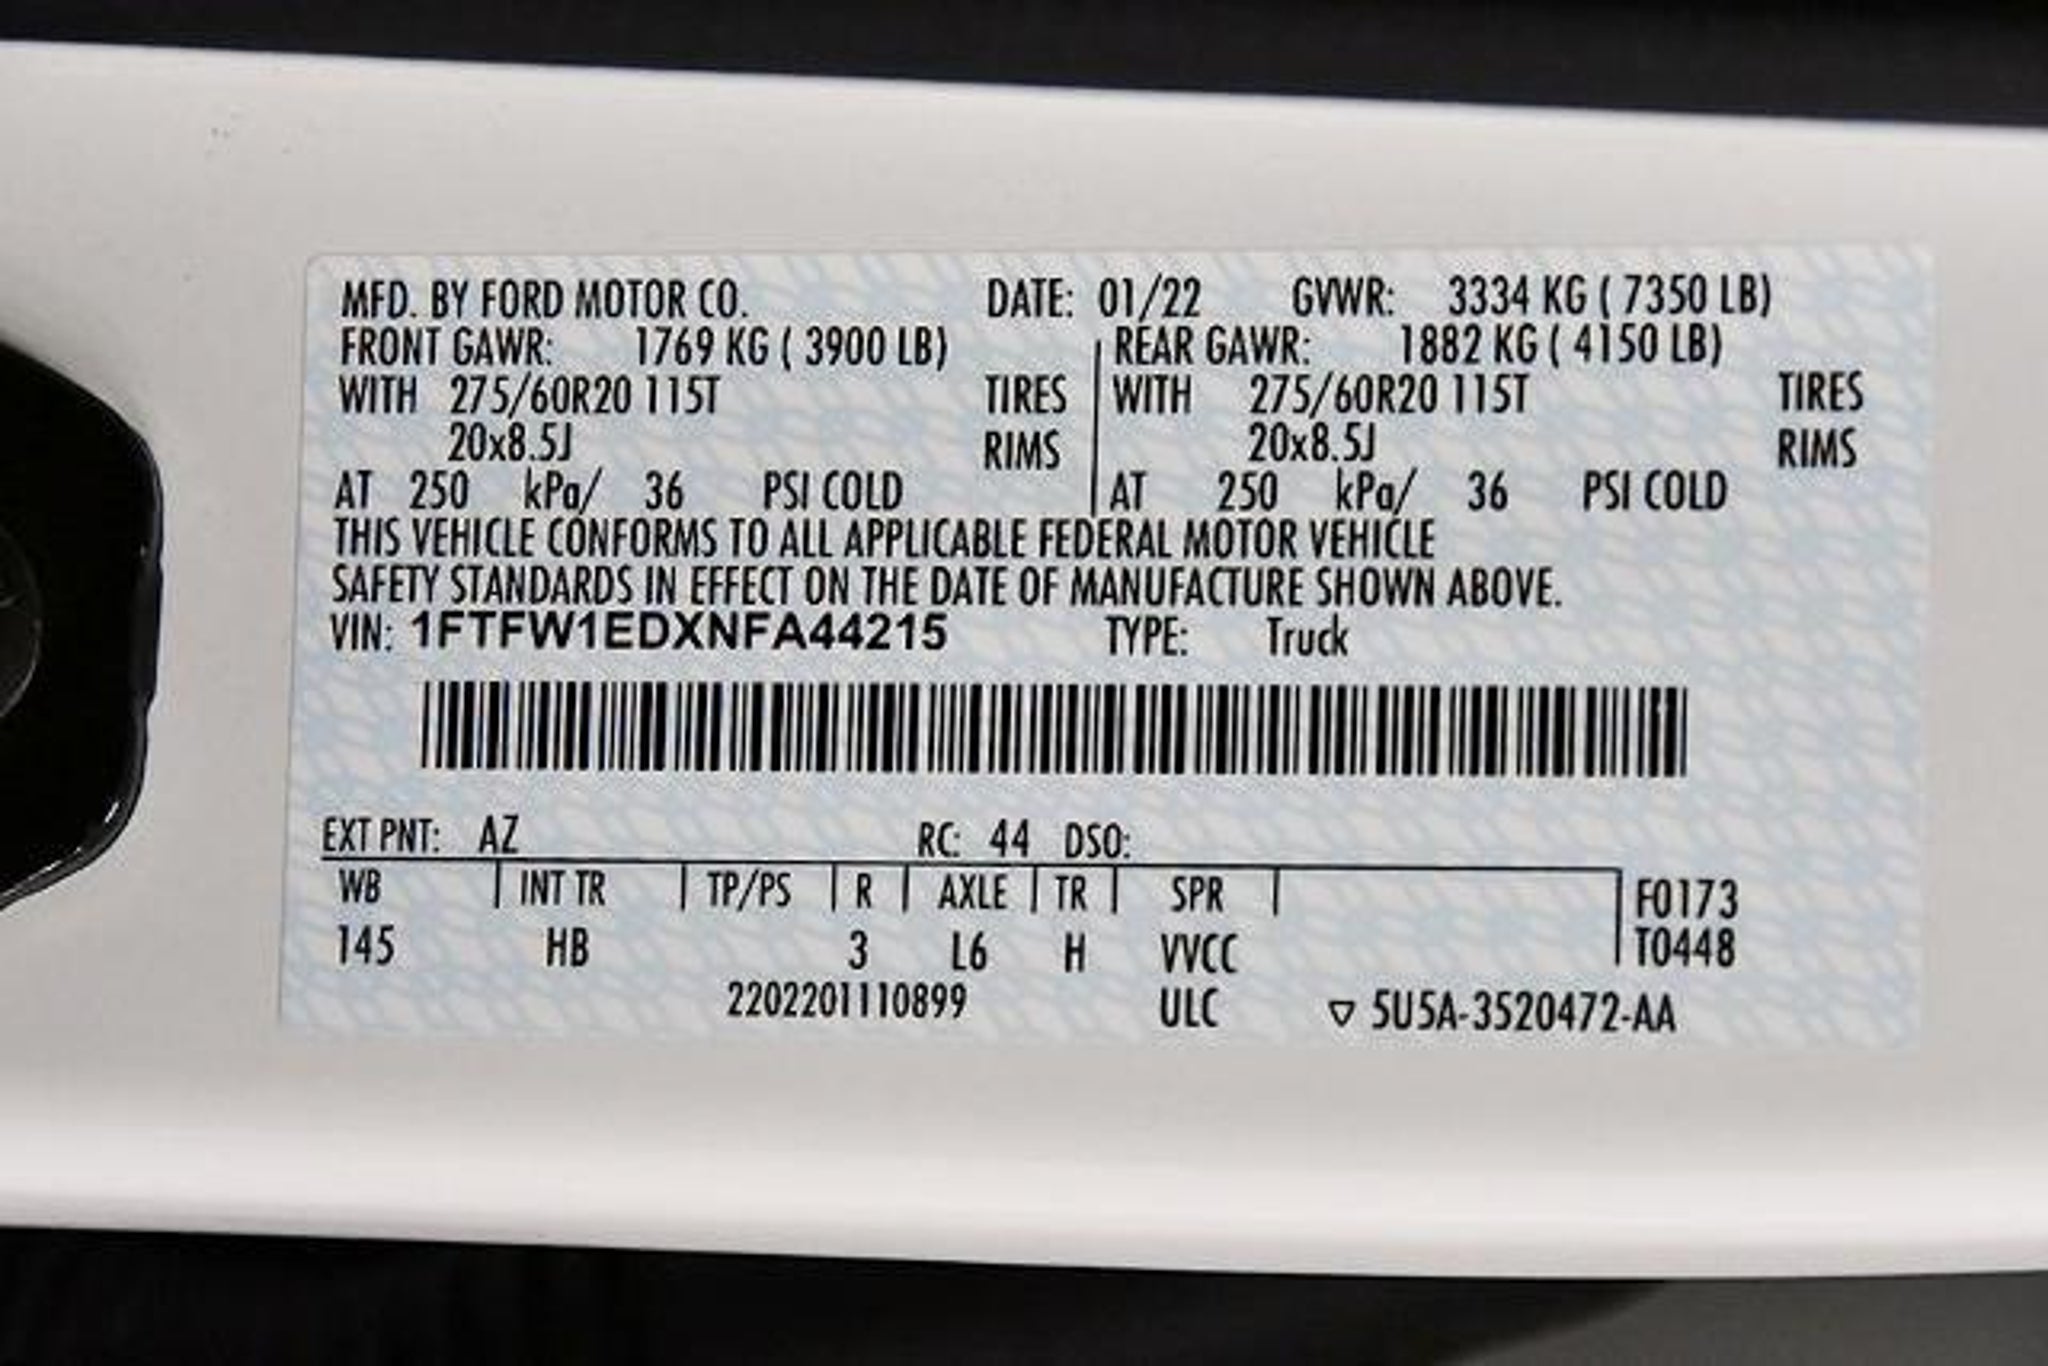 MFD. BY FORD MOTOR CO. DATE: 01/22 GVWR: 3334 KG ( 7350 LB)
FRONT GAWR: 1769 KG ( 3900 LB) REAR GAWR: 1882 KG ( 4150 LB)
WITH 275/60R20 115T TIRES WITH 275/60R20 115T TIRES
20x8.5J RIMS 20x8.5J RIMS
AT 250 kPa/ 36 PSI COLD AT 250 kPa/ 36 PSI COLD
THIS VEHICLE CONFORMS TO ALL APPLICABLE FEDERAL MOTOR VEHICLE
SAFETY STANDARDS IN EFFECT ON THE DATE OF MANUFACTURE SHOWN ABOVE.
VIN: 1FTFW1EDXNFA44215 TYPE: Truck
EXT PNT: AZ RC: 44 DSO:
WB INT TR TP/PS R AXLE TR SPR F0173
145 HB 3 L6 H VVCC T0448
2202201110899 ULC ▽ 5U5A-3520472-AA